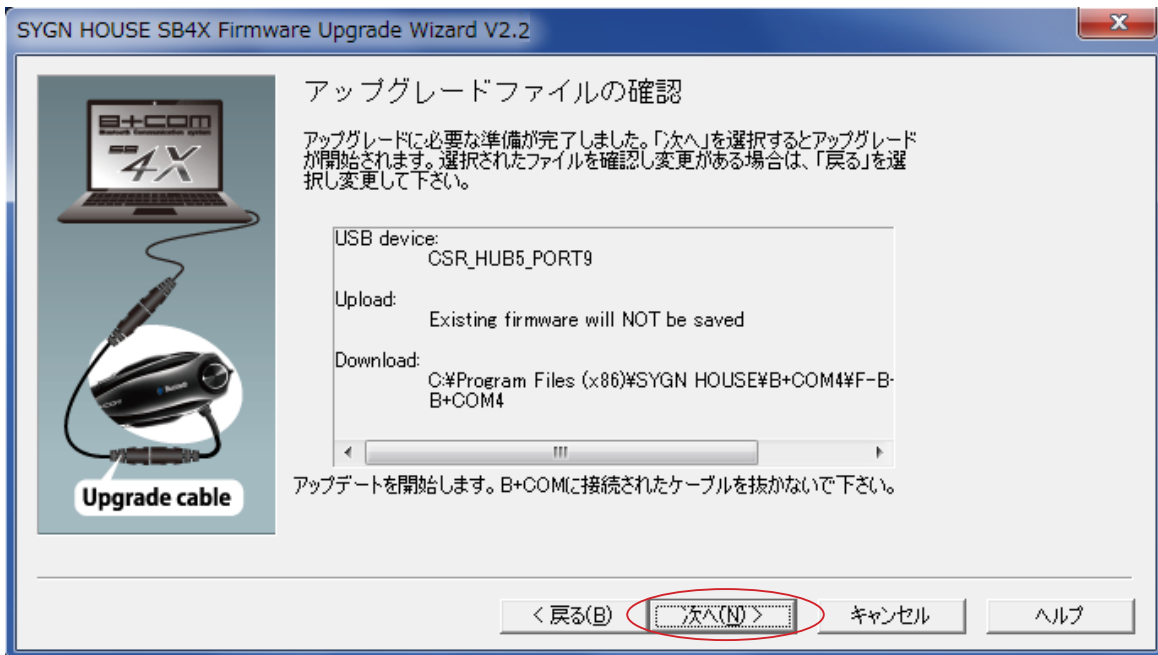 SYGN HOUSE SB4X Firmware Upgrade Wizard V2.2
アップグレードファイルの確認
アップグレードに必要な準備が完了しました。「次へ」を選択するとアップグレード
が開始されます。選択されたファイルを確認し変更がある場合は、「戻る」を選
択し変更して下さい。
B+COM
Bluetooth Communication system
SB
4X
USB device:
CSR_HUB5_PORT9
Upload:
Existing firmware will NOT be saved
Download:
C:¥Program Files (x86)¥SYGN HOUSE¥B+COM4¥F-B-
B+COM4
Bluetooth
Upgrade cable
アップデートを開始します。B+COMに接続されたケーブルを抜かないで下さい。
< 戻る(B)
次へ(N) >
キャンセル
ヘルプ